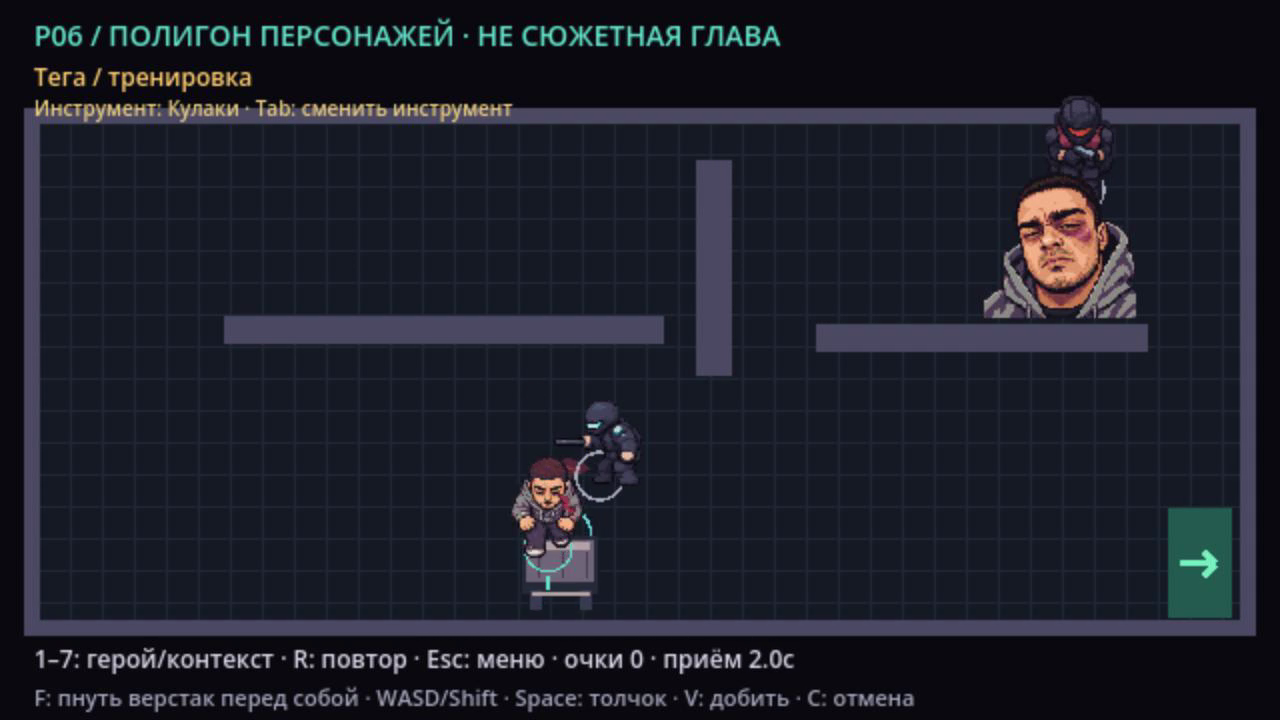 P06 / ПОЛИГОН ПЕРСОНАЖЕЙ · НЕ СЮЖЕТНАЯ ГЛАВА
Тега / тренировка
Инструмент: Кулаки · Tab: сменить инструмент
→
1–7: герой/контекст · R: повтор · Esc: меню · очки 0 · приём 2.0с
F: пнуть верстак перед собой · WASD/Shift · Space: толчок · V: добить · C: отмена